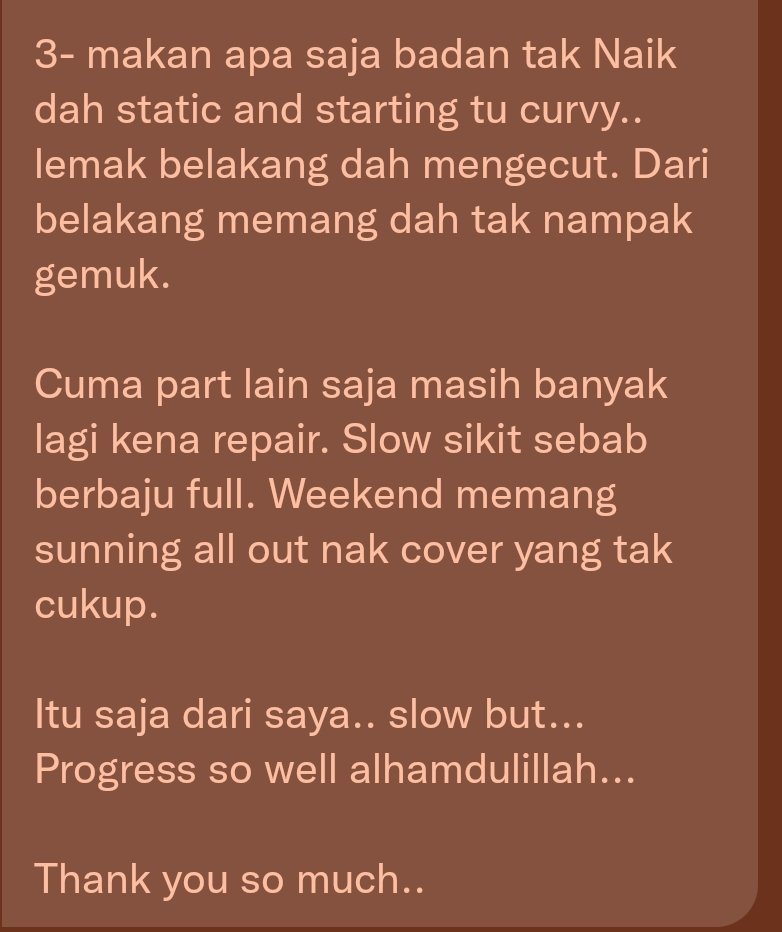 3- makan apa saja badan tak Naik
dah static and starting tu curvy..
lemak belakang dah mengecut. Dari
belakang memang dah tak nampak
gemuk.
Cuma part lain saja masih banyak
lagi kena repair. Slow sikit sebab
berbaju full. Weekend memang
sunning all out nak cover yang tak
cukup.
Itu saja dari saya.. slow but...
Progress so well alhamdulillah...
Thank you so much..